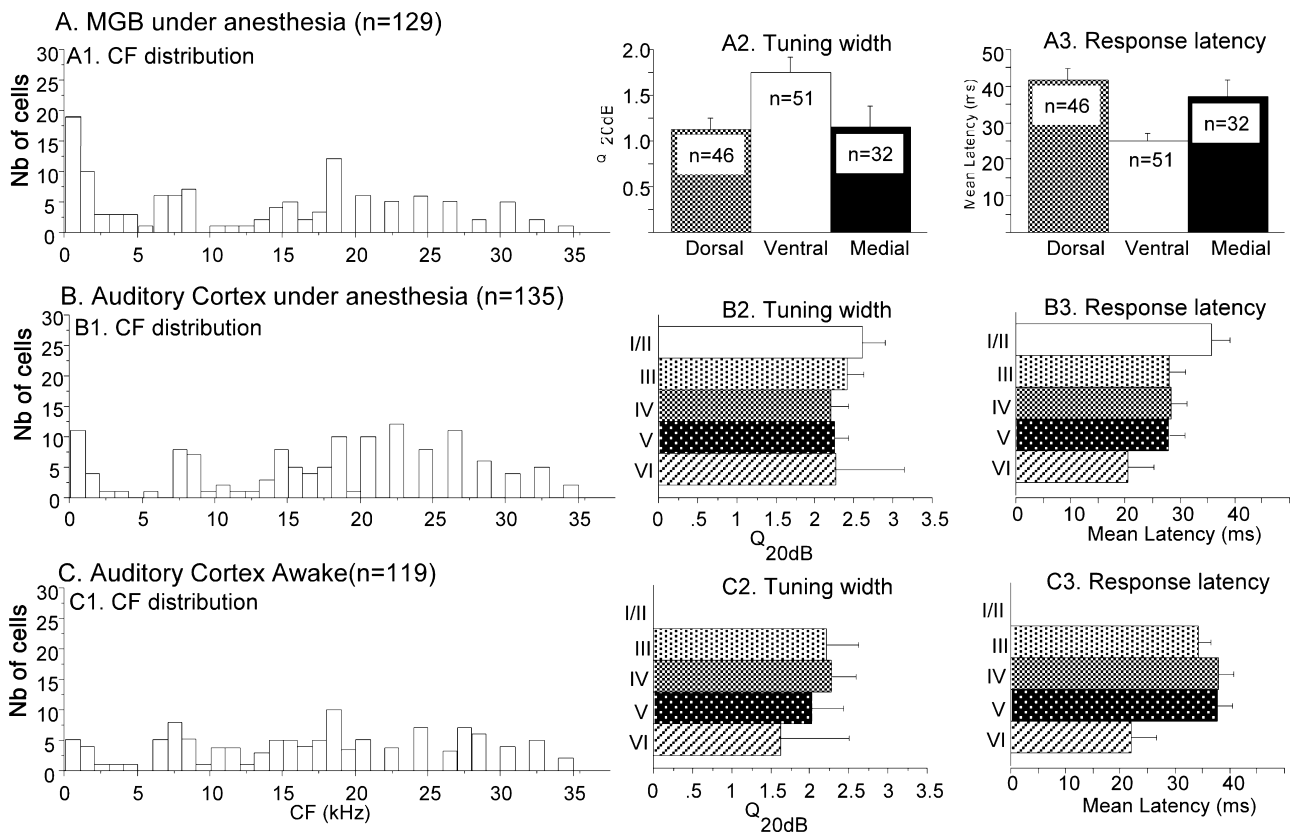 A. MGB under anesthesia (n=129)
A1. CF distribution
Nb of cells
30
25
20
15
10
5
0
0 5 10 15 20 25 30 35
A2. Tuning width
2.0
1.5
1.0
0.5
n=46
n=51
n=32
Dorsal Ventral Medial
A3. Response latency
Mean Latency (ms)
40
30
20
10
n=46
n=51
n=32
Dorsal Ventral Medial
B. Auditory Cortex under anesthesia (n=135)
B1. CF distribution
Nb of cells
30
25
20
15
10
5
0
0 5 10 15 20 25 30 35
B2. Tuning width
I/II
III
IV
V
VI
0 .5 1 1.5 2 2.5 3 3.5
Q20dB
B3. Response latency
I/II
III
IV
V
VI
0 10 20 30 40
Mean Latency (ms)
C. Auditory Cortex Awake(n=119)
C1. CF distribution
Nb of cells
30
25
20
15
10
5
0
0 5 10 15 20 25 30 35
CF (kHz)
C2. Tuning width
I/II
III
IV
V
VI
0 .5 1 1.5 2 2.5 3 3.5
Q20dB
C3. Response latency
I/II
III
IV
V
VI
0 10 20 30 40 50
Mean Latency (ms)